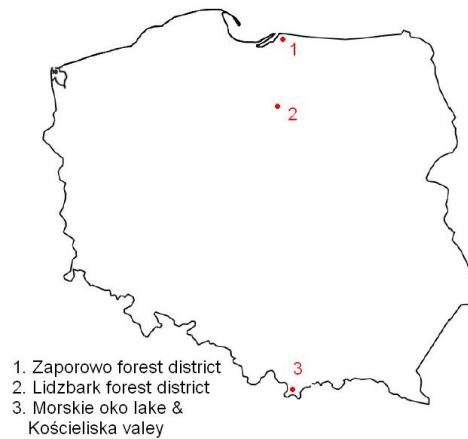 1
2
3
1. Zaporowo forest district
2. Lidzbark forest district
3. Morskie oko lake &
Kościeliska valey